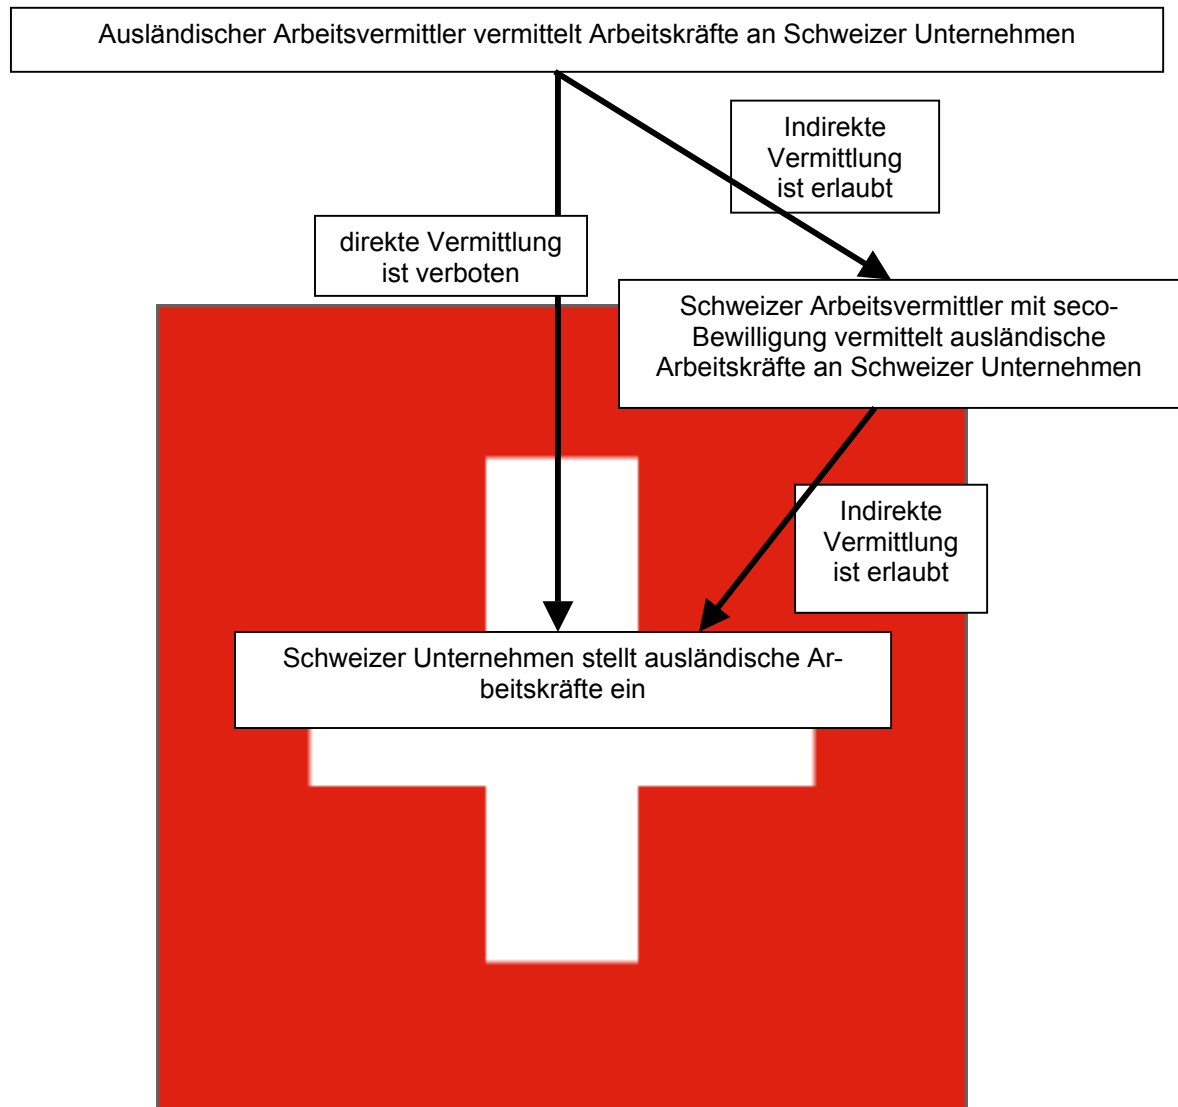 Ausländischer Arbeitsvermittler vermittelt Arbeitskräfte an Schweizer Unternehmen
Indirekte
Vermittlung
ist erlaubt
direkte Vermittlung
ist verboten
Schweizer Arbeitsvermittler mit seco-
Bewilligung vermittelt ausländische
Arbeitskräfte an Schweizer Unternehmen
Indirekte
Vermittlung
ist erlaubt
Schweizer Unternehmen stellt ausländische Ar-
beitskräfte ein